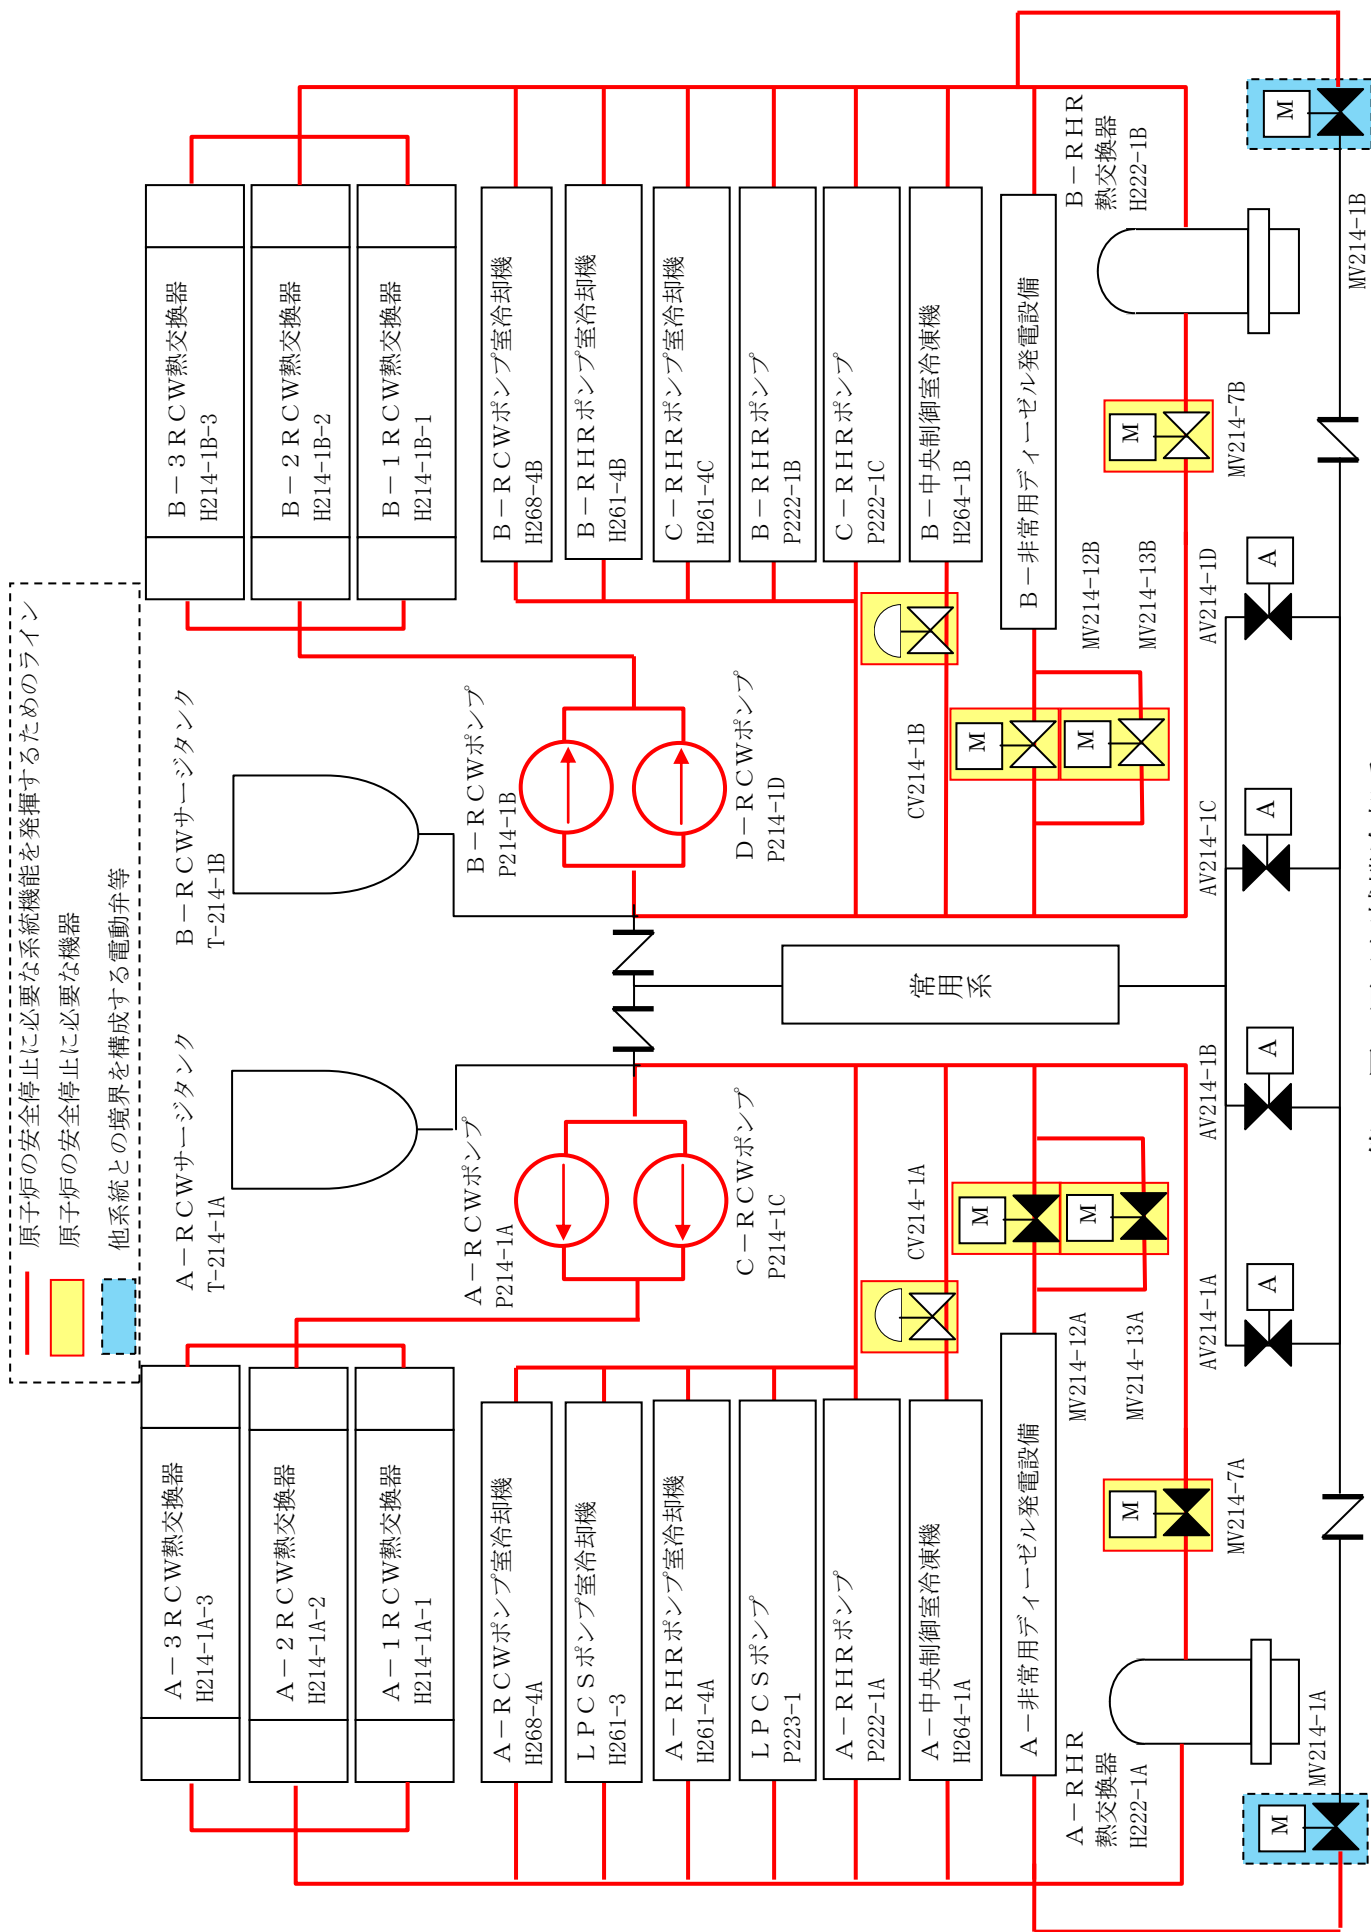 原子炉の安全停止に必要な系統機能を発揮するためのライン
原子炉の安全停止に必要な機器
他系統との境界を構成する電動弁等
A－RCWサージタンク
T-214-1A
B－RCWサージタンク
T-214-1B
A－3RCW熱交換器
H214-1A-3
A－2RCW熱交換器
H214-1A-2
A－1RCW熱交換器
H214-1A-1
B－3RCW熱交換器
H214-1B-3
B－2RCW熱交換器
H214-1B-2
B－1RCW熱交換器
H214-1B-1
A－RCWポンプ
P214-1A
C－RCWポンプ
P214-1C
B－RCWポンプ
P214-1B
D－RCWポンプ
P214-1D
A－RCWポンプ室冷却機
H268-4A
LPCSポンプ室冷却機
H261-3
A－RHRポンプ室冷却機
H261-4A
LPCSポンプ
P223-1
A－RHRポンプ
P222-1A
A－中央制御室冷凍機
H264-1A
A－非常用ディーゼル発電設備
B－RCWポンプ室冷却機
H268-4B
B－RHRポンプ室冷却機
H261-4B
C－RHRポンプ室冷却機
H261-4C
B－RHRポンプ
P222-1B
C－RHRポンプ
P222-1C
B－中央制御室冷凍機
H264-1B
B－非常用ディーゼル発電設備
常用系
CV214-1A
CV214-1B
M
M
M
M
MV214-12A
MV214-13A
MV214-12B
MV214-13B
A－RHR
熱交換器
H222-1A
B－RHR
熱交換器
H222-1B
M
MV214-7A
M
MV214-7B
AV214-1A
A
AV214-1B
A
AV214-1C
A
AV214-1D
A
M
MV214-1A
M
MV214-1B